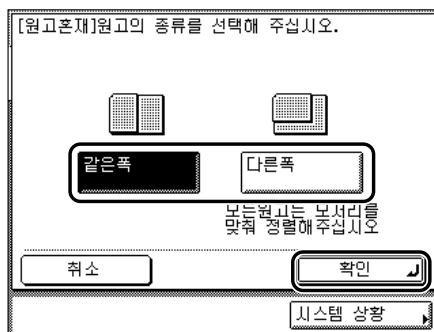 [원고혼재]원고의 종류를 선택해 주십시오.
같은폭
다른폭
모든원고는 모서리를
맞춰 정렬해주십시오
취소
확인
시스템 상황